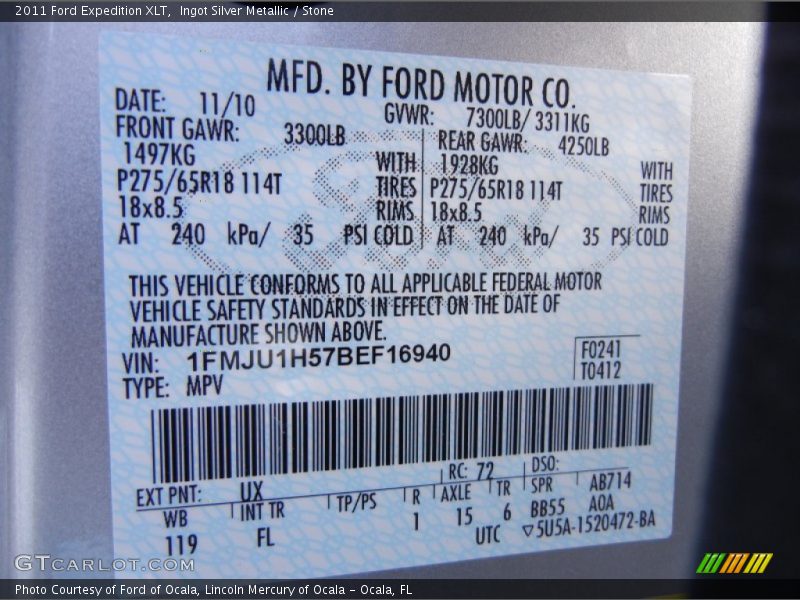 2011 Ford Expedition XLT,  Ingot Silver Metallic / Stone
MFD. BY FORD MOTOR CO.
DATE: 11/10 GVWR: 7300LB/ 3311KG
FRONT GAWR: 3300LB REAR GAWR: 4250LB
1497KG WITH 1928KG WITH
P275/65R18 114T TIRES P275/65R18 114T TIRES
18x8.5 RIMS 18x8.5 RIMS
AT 240 kPa/ 35 PSI COLD AT 240 kPa/ 35 PSI COLD
THIS VEHICLE CONFORMS TO ALL APPLICABLE FEDERAL MOTOR
VEHICLE SAFETY STANDARDS IN EFFECT ON THE DATE OF
MANUFACTURE SHOWN ABOVE.
VIN: 1FMJU1H57BEF16940 F0241
TYPE: MPV T0412
EXT PNT: UX RC: 72 DSO:
WB INT TR TP/PS R AXLE TR SPR AB714
119 FL 1 15 6 BB55 A0A
UTC ▽5U5A-1520472-BA
GTCARLOT.COM
Photo Courtesy of Ford of Ocala, Lincoln Mercury of Ocala - Ocala, FL